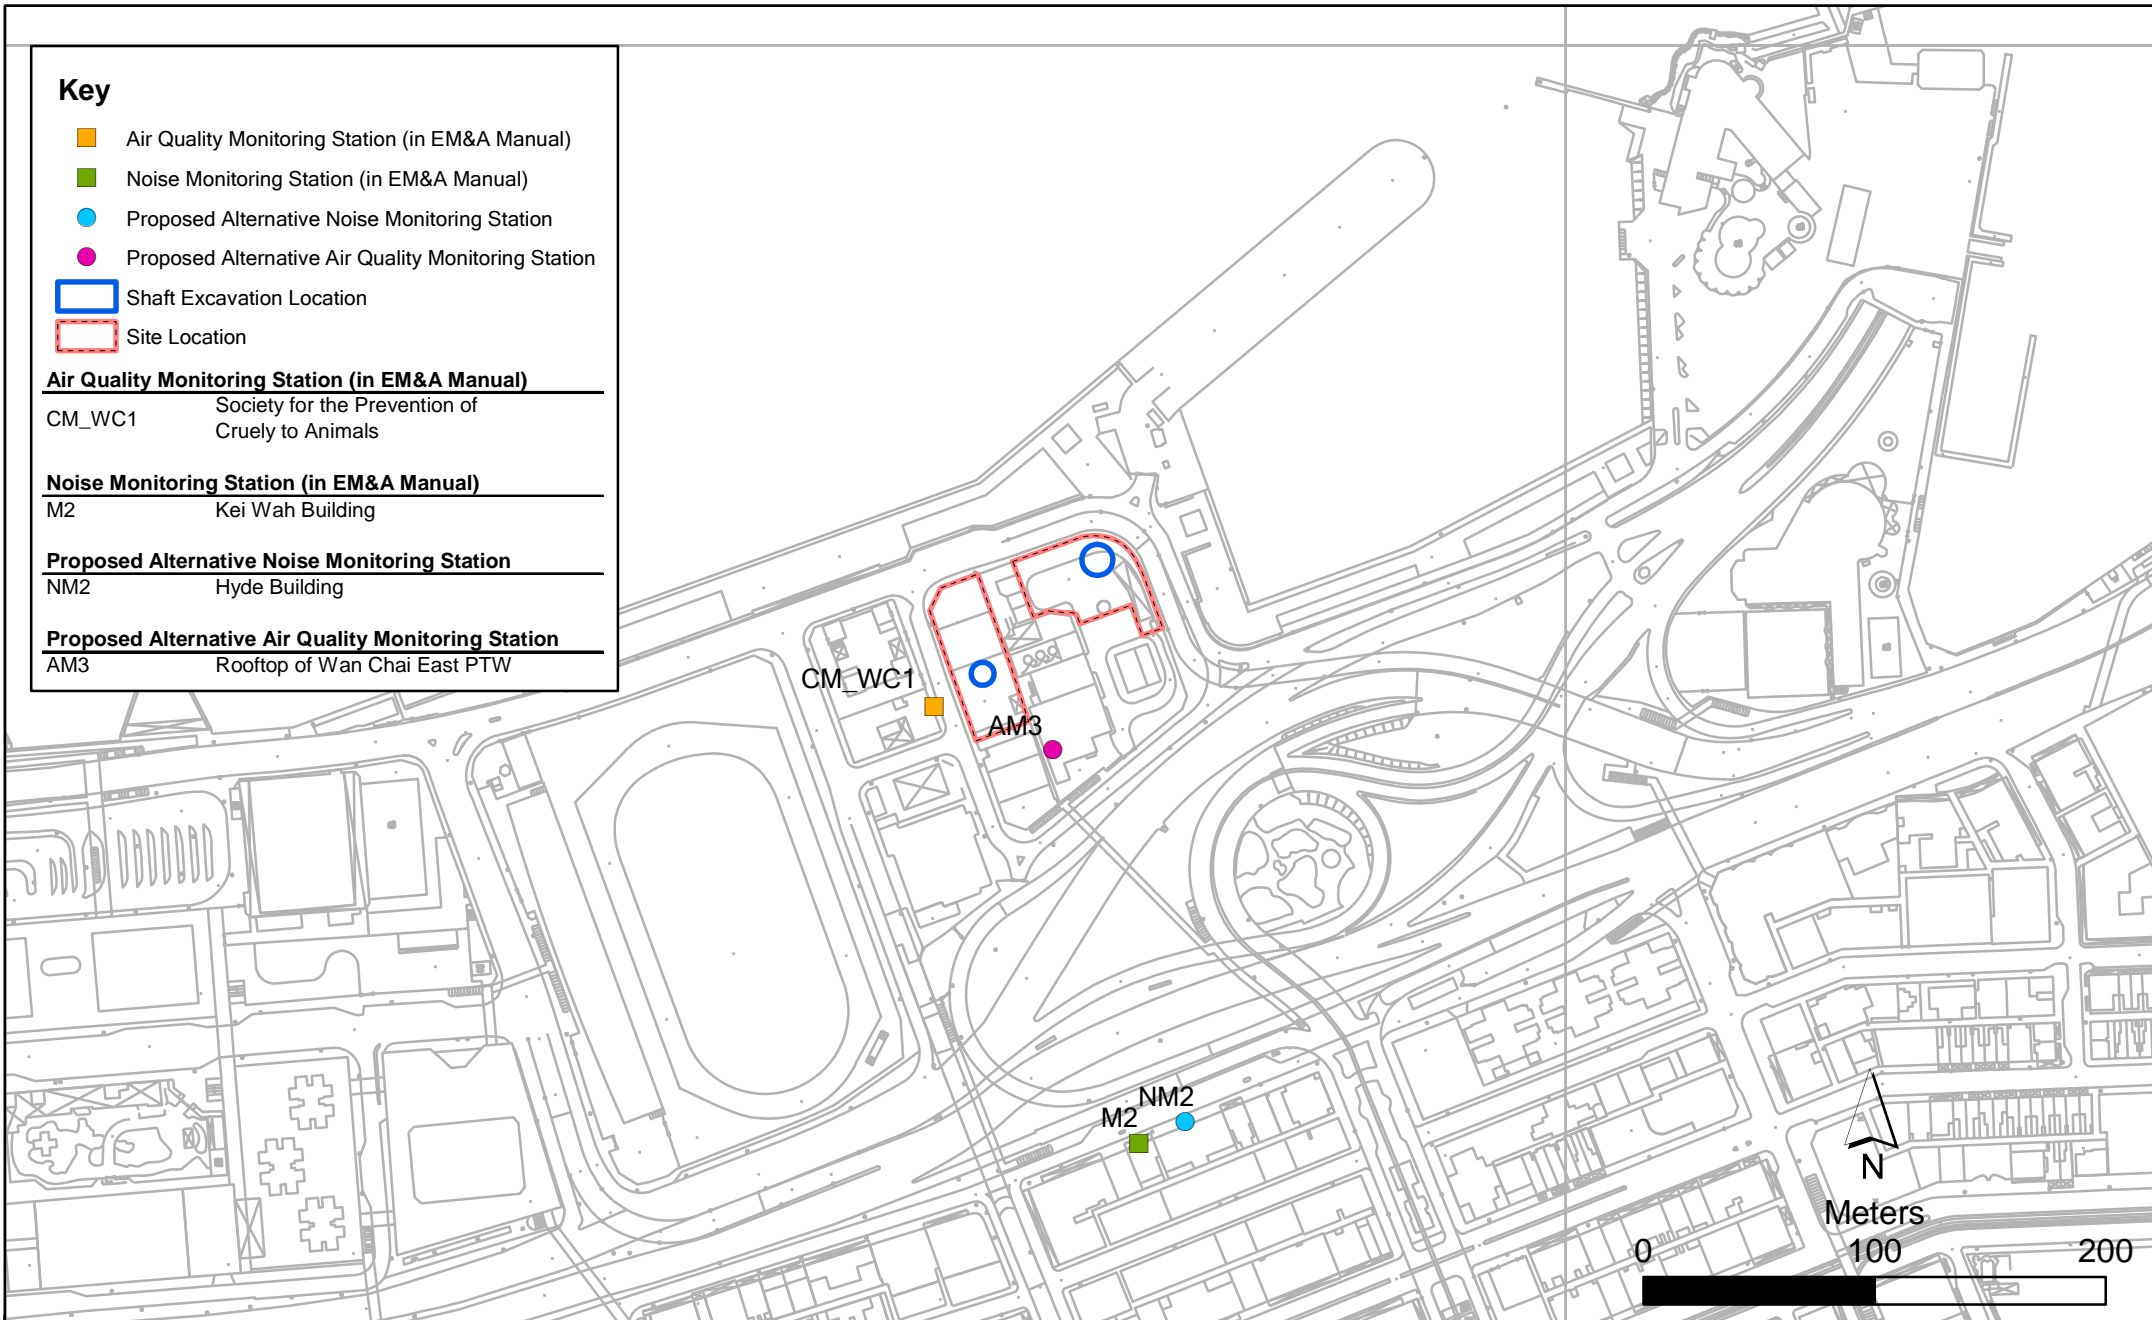 Key
Air Quality Monitoring Station (in EM&A Manual)
Noise Monitoring Station (in EM&A Manual)
Proposed Alternative Noise Monitoring Station
Proposed Alternative Air Quality Monitoring Station
Shaft Excavation Location
Site Location
Air Quality Monitoring Station (in EM&A Manual)
CM_WC1 Society for the Prevention of
Cruely to Animals
Noise Monitoring Station (in EM&A Manual)
M2 Kei Wah Building
Proposed Alternative Noise Monitoring Station
NM2 Hyde Building
Proposed Alternative Air Quality Monitoring Station
AM3 Rooftop of Wan Chai East PTW
CM_WC1
AM3
NM2
M2
N
Meters
0 100 200